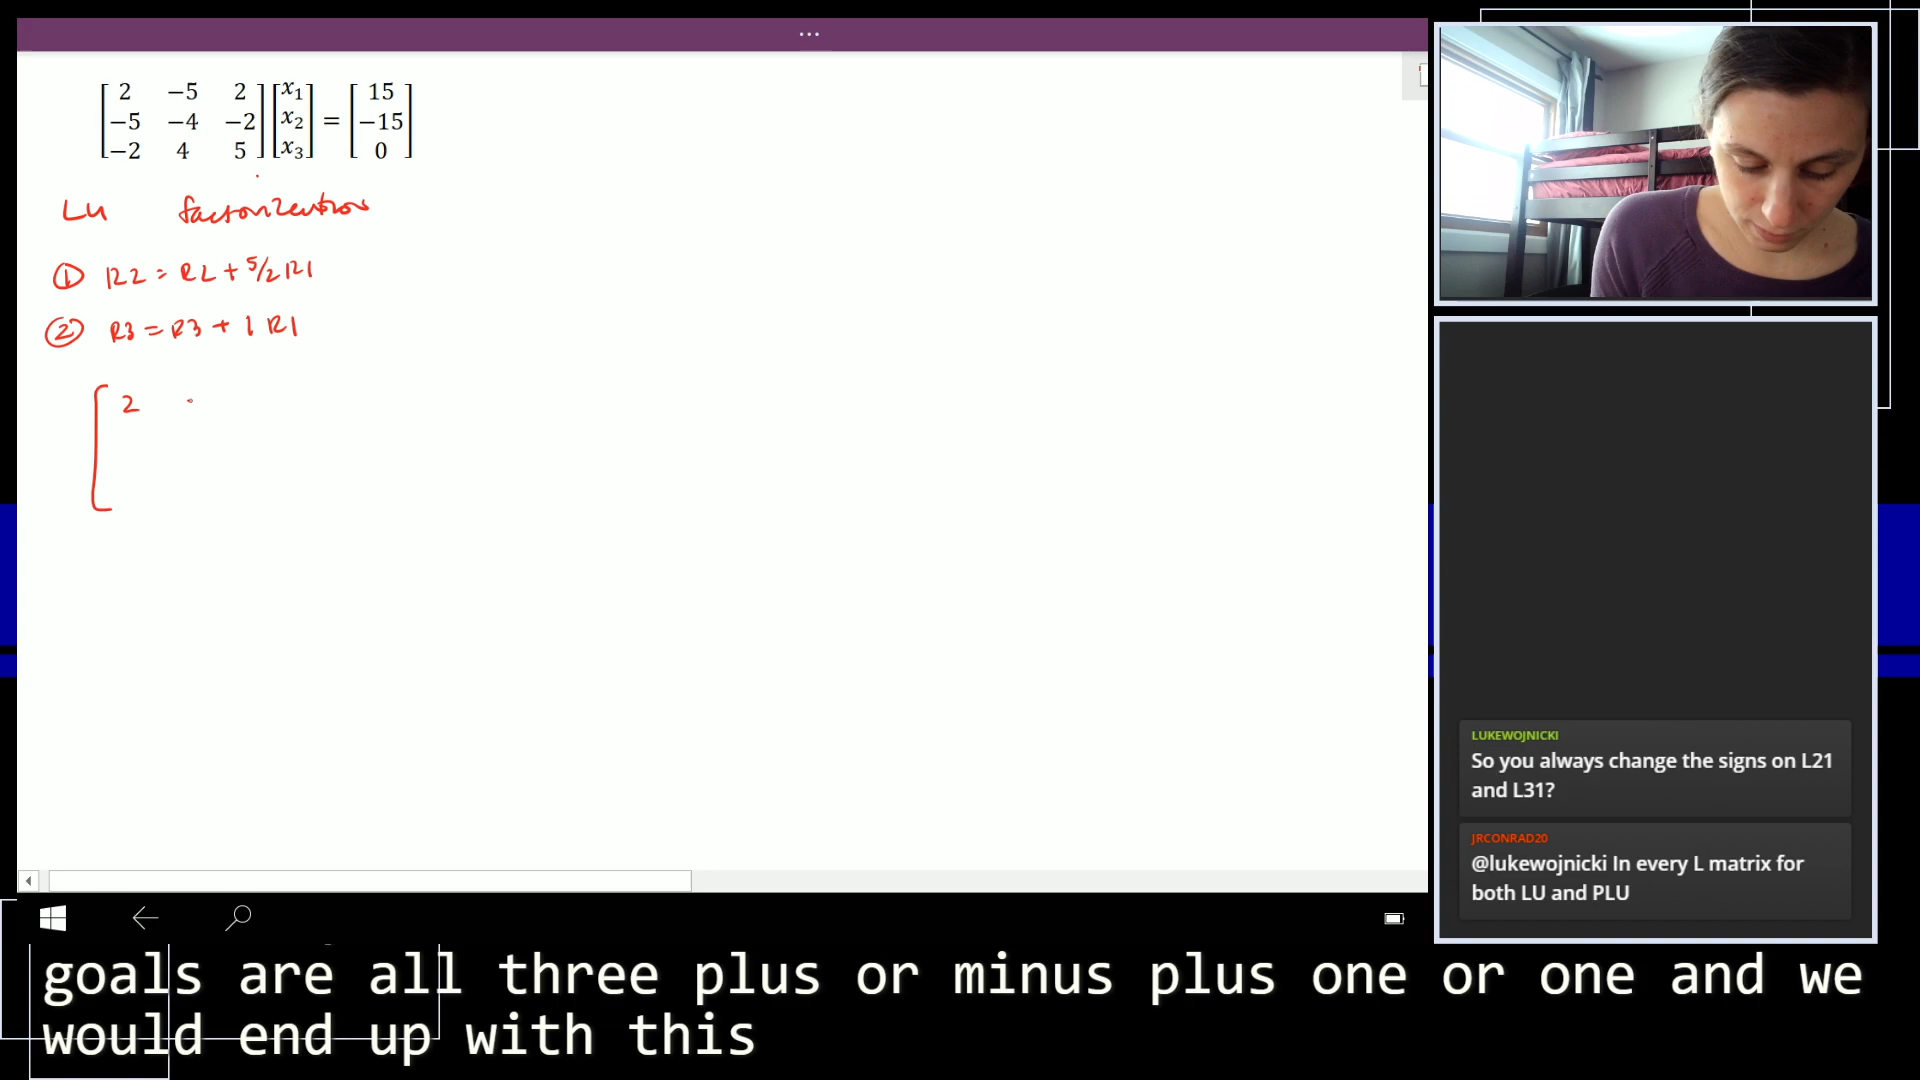 ...
[2 -5 2; -5 -4 -2; -2 4 5] [x₁; x₂; x₃] = [15; -15; 0]
LU factorization
① R2 = R2 + 5/2 R1
② R3 = R3 + 1 R1
[ 2
LUKEWOJNICKI
So you always change the signs on L21
and L31?
JRCONRAD20
@lukewojnicki In every L matrix for
both LU and PLU
goals are all three plus or minus plus one or one and we
would end up with this